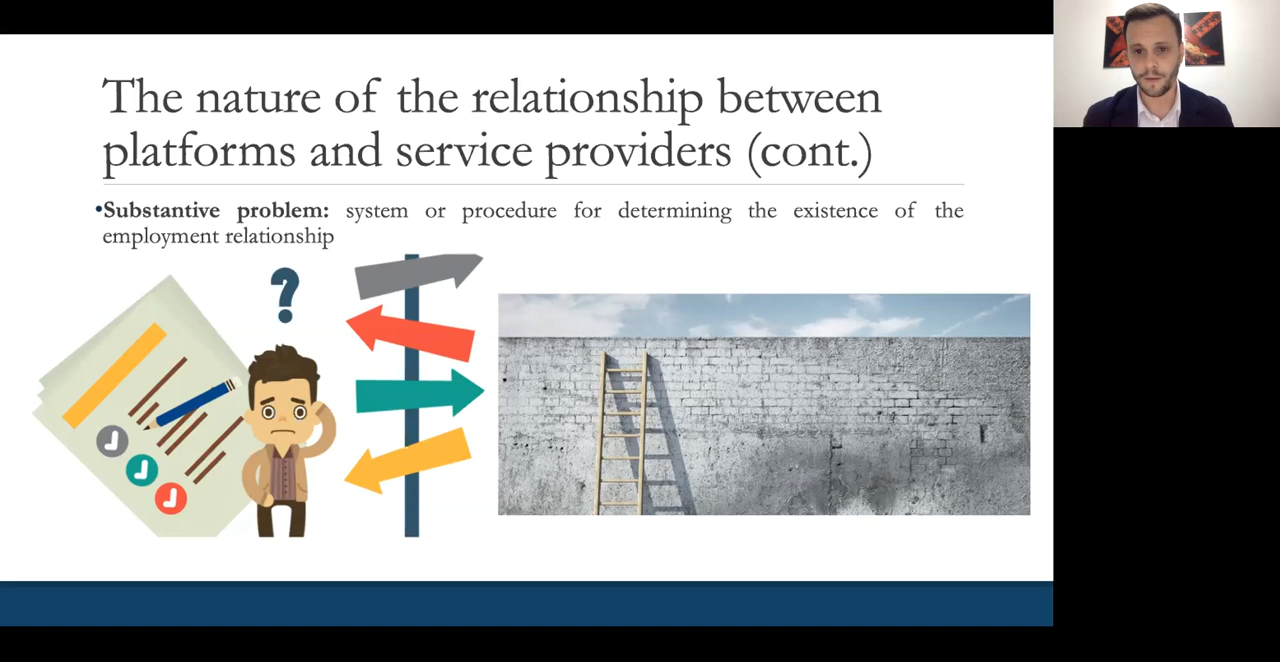 The nature of the relationship between
platforms and service providers (cont.)
•Substantive problem: system or procedure for determining the existence of the
employment relationship
?